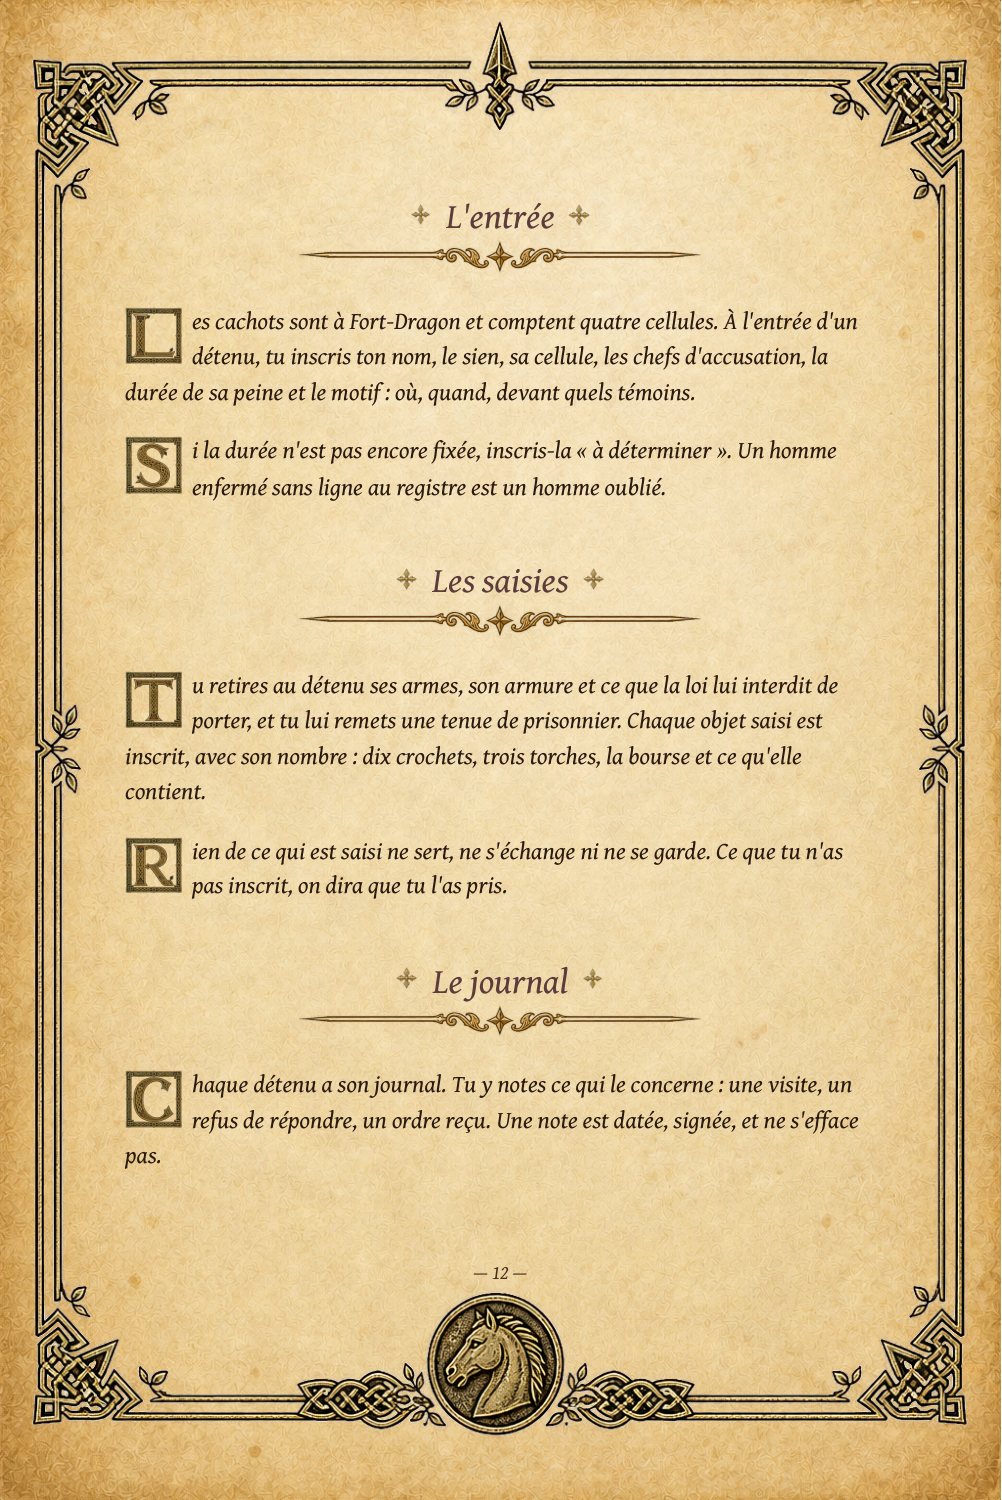 L'entrée
Les cachots sont à Fort-Dragon et comptent quatre cellules. À l'entrée d'un
détenu, tu inscris ton nom, le sien, sa cellule, les chefs d'accusation, la
durée de sa peine et le motif : où, quand, devant quels témoins.
Si la durée n'est pas encore fixée, inscris-la « à déterminer ». Un homme
enfermé sans ligne au registre est un homme oublié.
Les saisies
Tu retires au détenu ses armes, son armure et ce que la loi lui interdit de
porter, et tu lui remets une tenue de prisonnier. Chaque objet saisi est
inscrit, avec son nombre : dix crochets, trois torches, la bourse et ce qu'elle
contient.
Rien de ce qui est saisi ne sert, ne s'échange ni ne se garde. Ce que tu n'as
pas inscrit, on dira que tu l'as pris.
Le journal
Chaque détenu a son journal. Tu y notes ce qui le concerne : une visite, un
refus de répondre, un ordre reçu. Une note est datée, signée, et ne s'efface
pas.
— 12 —